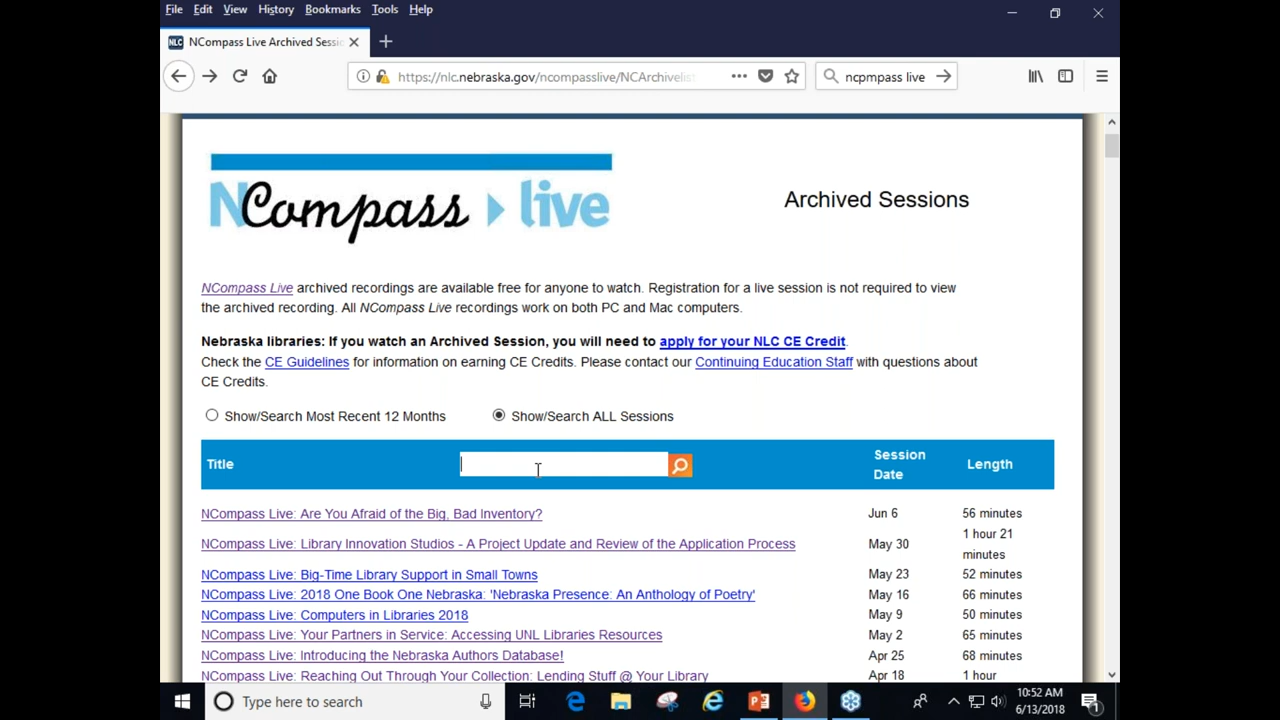 File Edit View History Bookmarks Tools Help
NLC NCompass Live Archived Sessi
https://nlc.nebraska.gov/ncompasslive/NCArchivelist
ncpmpass live
NCompass live
Archived Sessions
NCompass Live archived recordings are available free for anyone to watch. Registration for a live session is not required to view
the archived recording. All NCompass Live recordings work on both PC and Mac computers.
Nebraska libraries: If you watch an Archived Session, you will need to apply for your NLC CE Credit.
Check the CE Guidelines for information on earning CE Credits. Please contact our Continuing Education Staff with questions about
CE Credits.
Show/Search Most Recent 12 Months Show/Search ALL Sessions
Title Session Date Length
NCompass Live: Are You Afraid of the Big, Bad Inventory? Jun 6 56 minutes
NCompass Live: Library Innovation Studios - A Project Update and Review of the Application Process May 30 1 hour 21 minutes
NCompass Live: Big-Time Library Support in Small Towns May 23 52 minutes
NCompass Live: 2018 One Book One Nebraska: 'Nebraska Presence: An Anthology of Poetry' May 16 66 minutes
NCompass Live: Computers in Libraries 2018 May 9 50 minutes
NCompass Live: Your Partners in Service: Accessing UNL Libraries Resources May 2 65 minutes
NCompass Live: Introducing the Nebraska Authors Database! Apr 25 68 minutes
NCompass Live: Reaching Out Through Your Collection: Lending Stuff @ Your Library Apr 18 1 hour
Type here to search
10:52 AM
6/13/2018
1